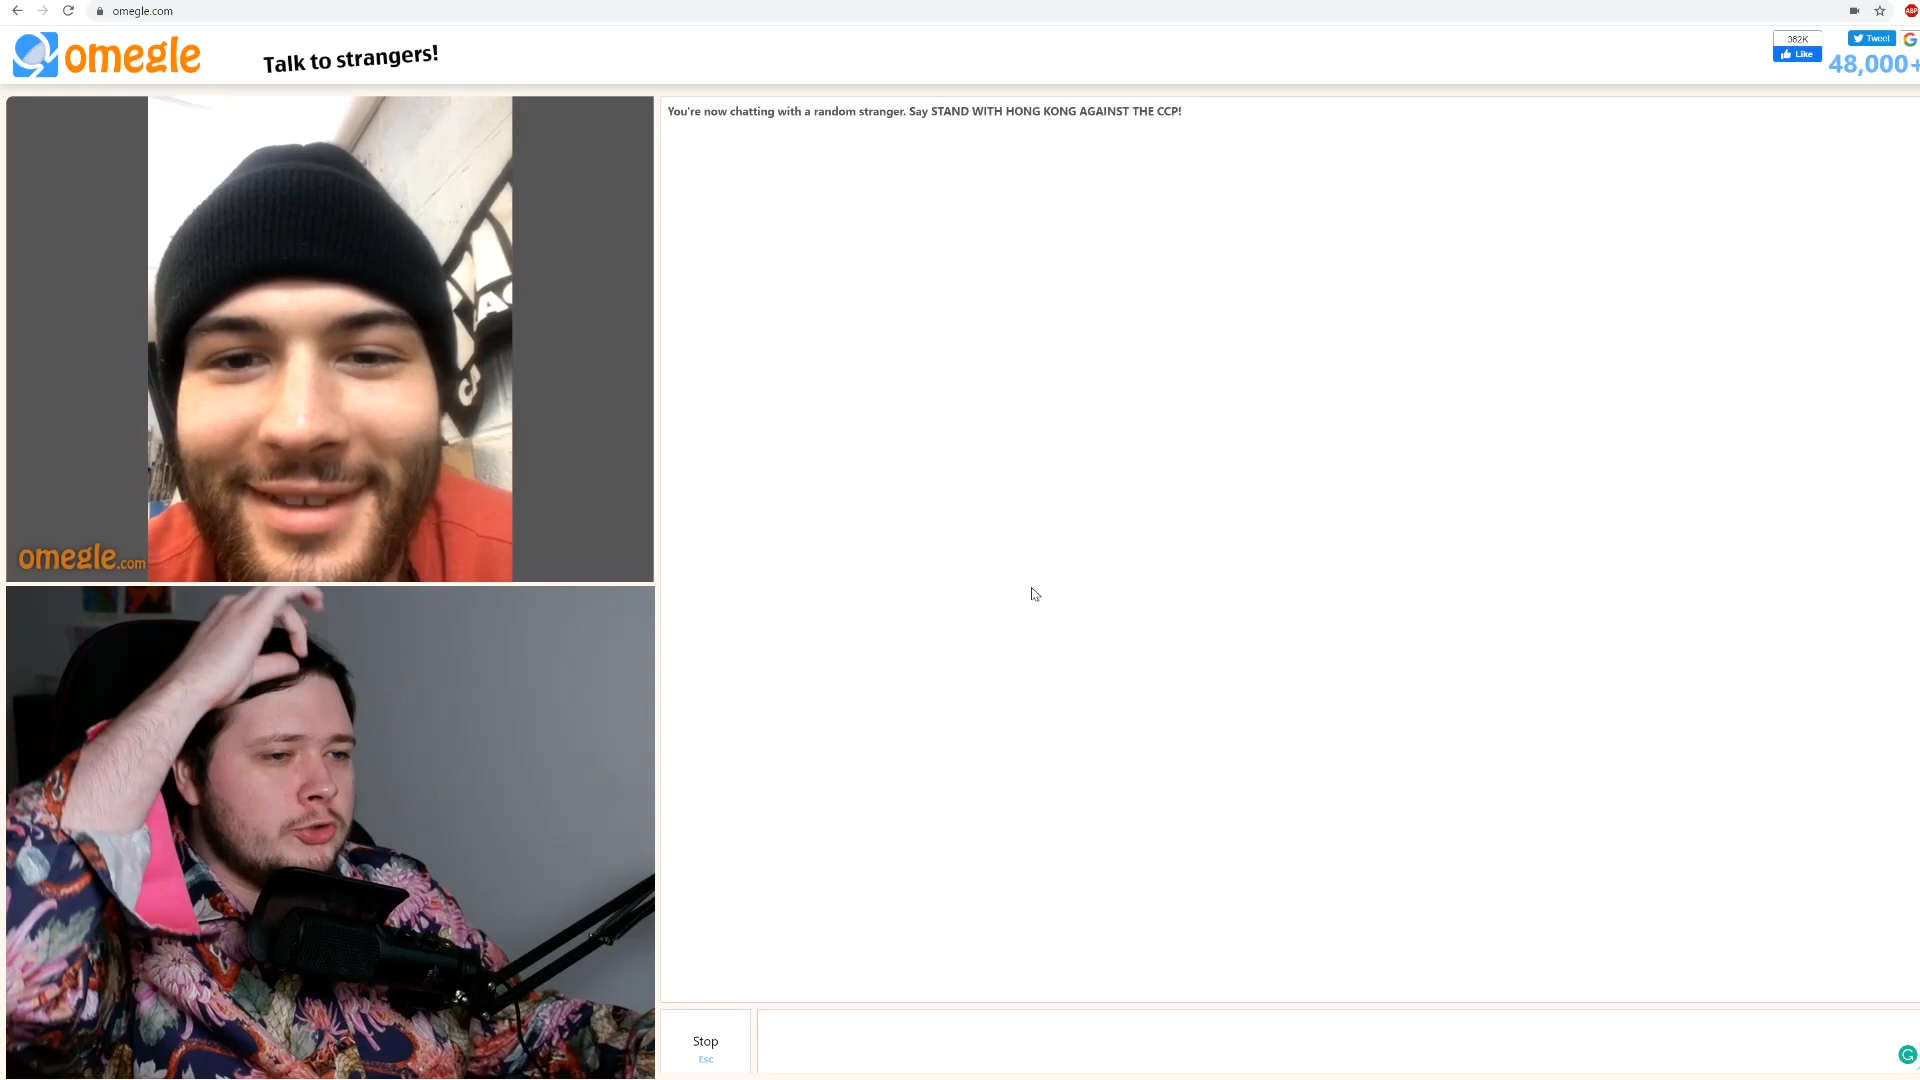 omegle.com
omegle
Talk to strangers!
362K
Like
Tweet
ABP
G
48,000+
You're now chatting with a random stranger. Say STAND WITH HONG KONG AGAINST THE CCP!
omegle.com
Stop
Esc